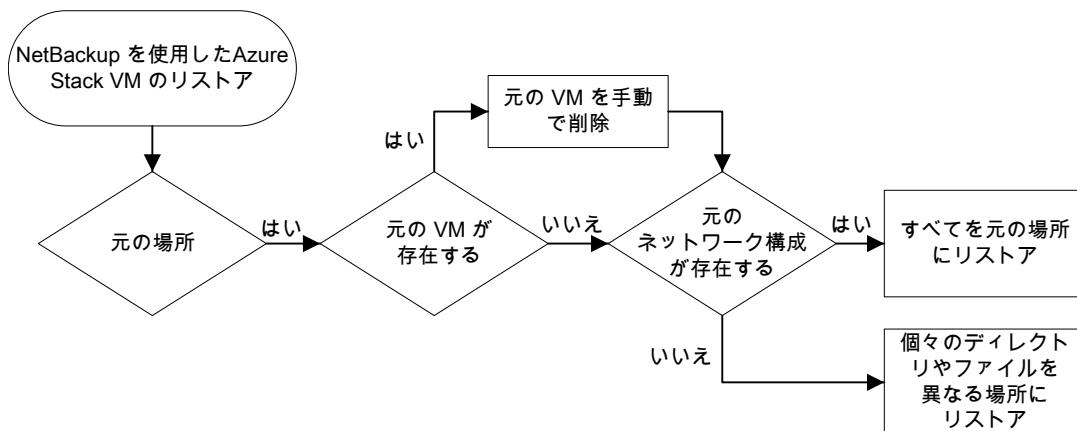 NetBackup を使用したAzure
Stack VM のリストア
元の VM を手動
で削除
はい
元の場所
はい
元の VM が
存在する
いいえ
元の
ネットワーク構成
が存在する
はい
すべてを元の場所
にリストア
いいえ
個々のディレクト
リやファイルを
異なる場所に
リストア